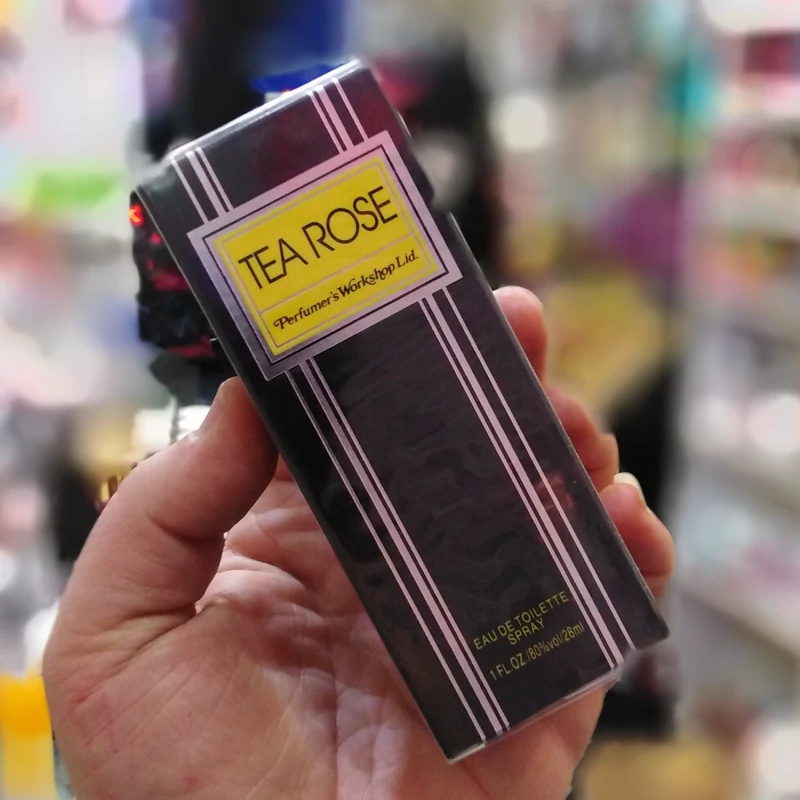 TEA ROSE
Perfumer's Workshop Ltd.
EAU DE TOILETTE
SPRAY
1 FL.OZ./80%vol/28ml